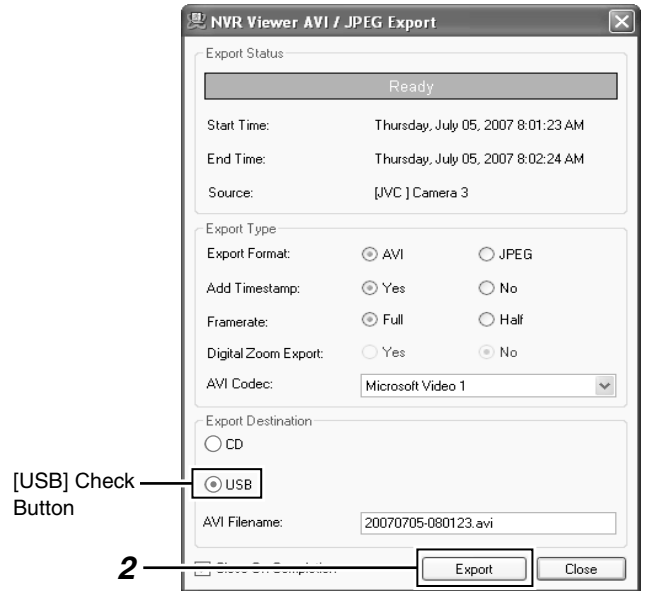 NVR Viewer AVI / JPEG Export
Export Status
Ready
Start Time: Thursday, July 05, 2007 8:01:23 AM
End Time: Thursday, July 05, 2007 8:02:24 AM
Source: [JVC ] Camera 3
Export Type
Export Format: AVI JPEG
Add Timestamp: Yes No
Framerate: Full Half
Digital Zoom Export: Yes No
AVI Codec: Microsoft Video 1
Export Destination
CD
[USB] Check Button
USB
AVI Filename: 20070705-080123.avi
2
Close On Completion Export Close